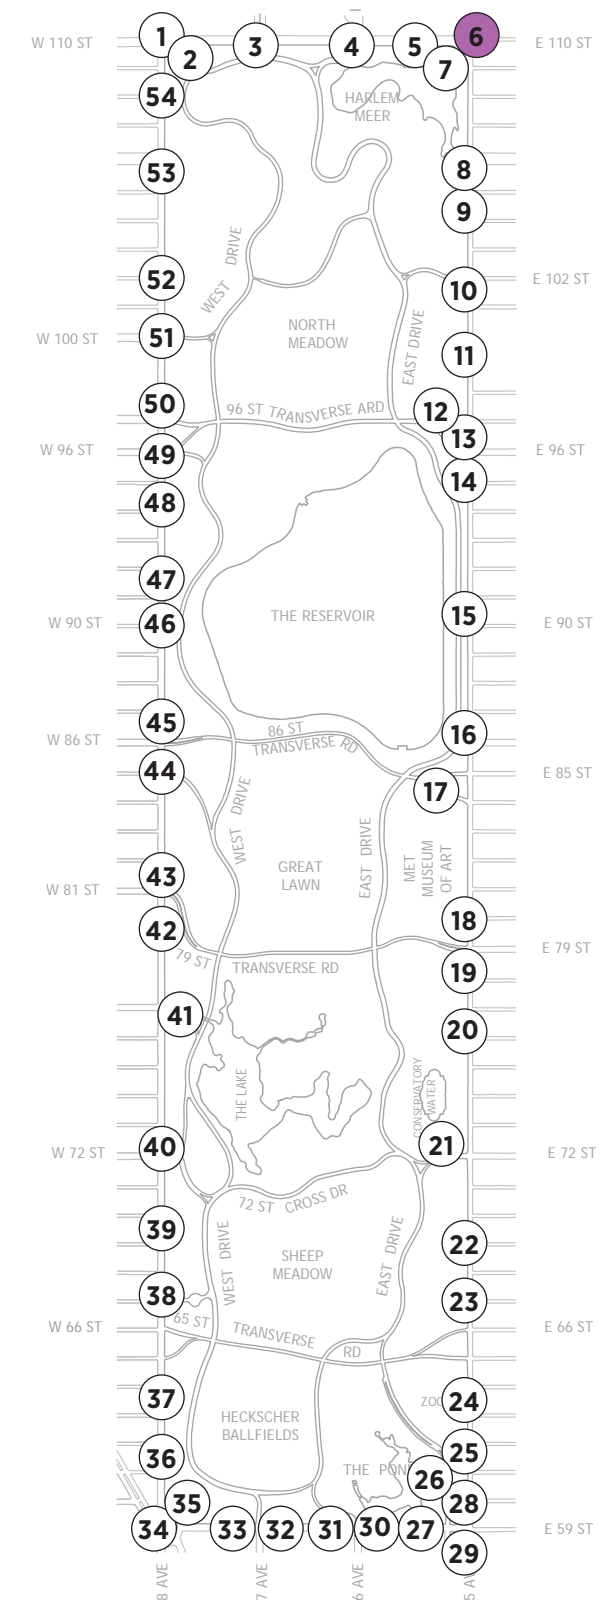 1
2
3
4
5
6
7
W 110 ST
E 110 ST
54
HARLEM
MEER
53
8
9
WEST DRIVE
52
10
E 102 ST
W 100 ST
51
NORTH
MEADOW
EAST DRIVE
11
50
96 ST TRANSVERSE ARD
12
13
W 96 ST
49
E 96 ST
14
48
47
46
W 90 ST
THE RESERVOIR
15
E 90 ST
45
W 86 ST
86 ST
TRANSVERSE RD
16
44
E 85 ST
17
WEST DRIVE
EAST DRIVE
MET
MUSEUM
OF ART
GREAT
LAWN
43
W 81 ST
42
18
79 ST TRANSVERSE RD
E 79 ST
19
41
20
THE LAKE
CONSERVATORY
WATER
40
W 72 ST
21
E 72 ST
72 ST CROSS DR
39
WEST DRIVE
SHEEP
MEADOW
EAST DRIVE
22
38
23
W 66 ST
65 ST TRANSVERSE RD
E 66 ST
37
HECKSCHER
BALLFIELDS
ZOO
24
25
36
THE POND
26
35
28
34
33
32
31
30
27
E 59 ST
29
8 AVE
7 AVE
6 AVE
5 AV